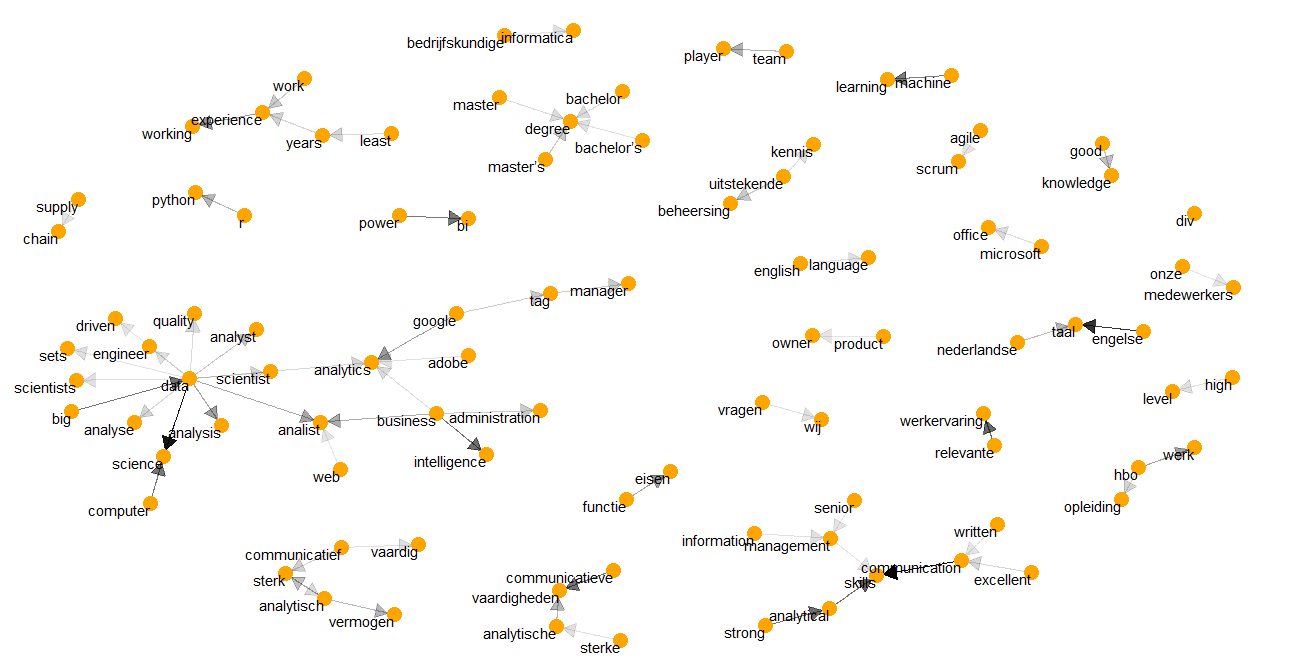 bedrijfskundige
informatica
player
team
work
learning
machine
master
bachelor
experience
working
degree
years
least
agile
bachelor's
good
kennis
master's
scrum
knowledge
uitstekende
python
supply
beheersing
r
power
bi
div
chain
office
microsoft
english
language
onze
medewerkers
tag
manager
google
quality
driven
analyst
taal
engelse
owner
product
nederlandse
sets
engineer
analytics
adobe
scientist
scientists
data
high
level
vragen
wij
big
business
administration
werkervaring
analyse
analysis
analist
relevante
werk
science
intelligence
hbo
web
eisen
opleiding
computer
functie
senior
written
information
management
communicatief
vaardig
communication
sterk
communicatieve
skills
excellent
vaardigheden
analytisch
analytical
vermogen
analytische
strong
sterke